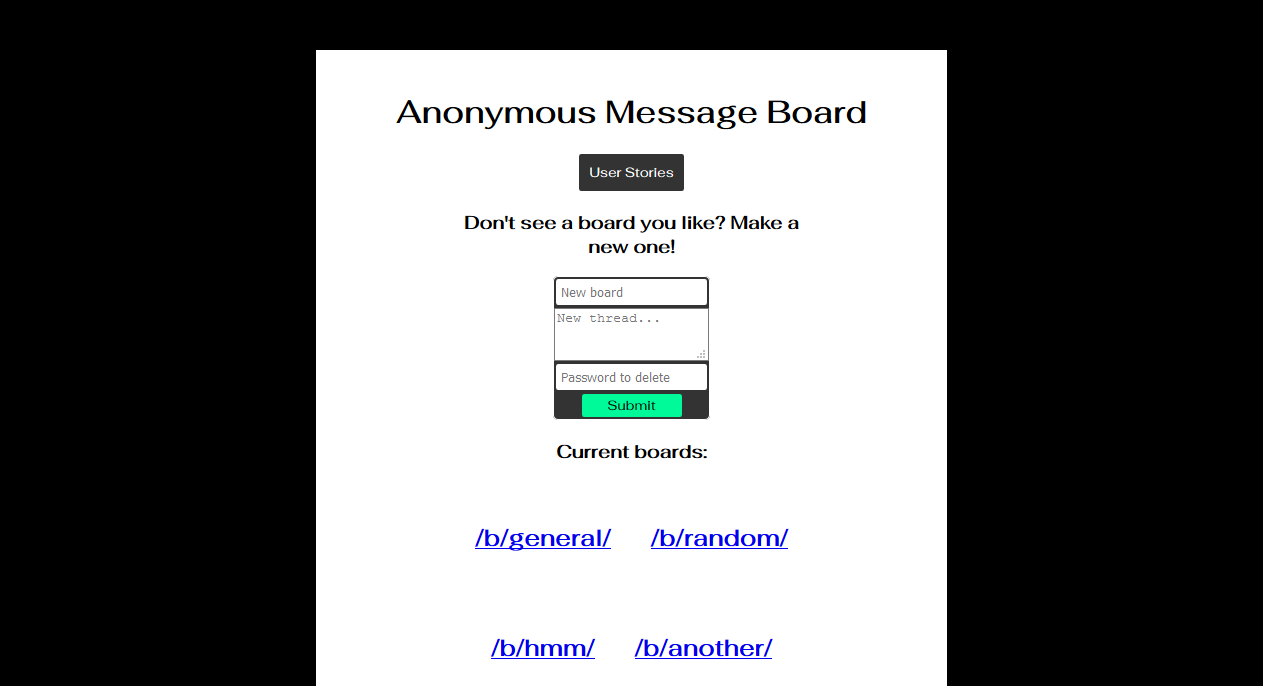 Anonymous Message Board
User Stories
Don't see a board you like? Make a
new one!
New board
New thread...
Password to delete
Submit
Current boards:
/b/general/ /b/random/
/b/hmm/ /b/another/